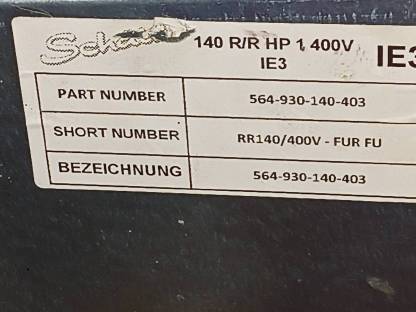 140 R/R HP 1 400V
IE3
IE3
PART NUMBER 564-930-140-403
SHORT NUMBER RR140/400V - FUR FU
BEZEICHNUNG 564-930-140-403